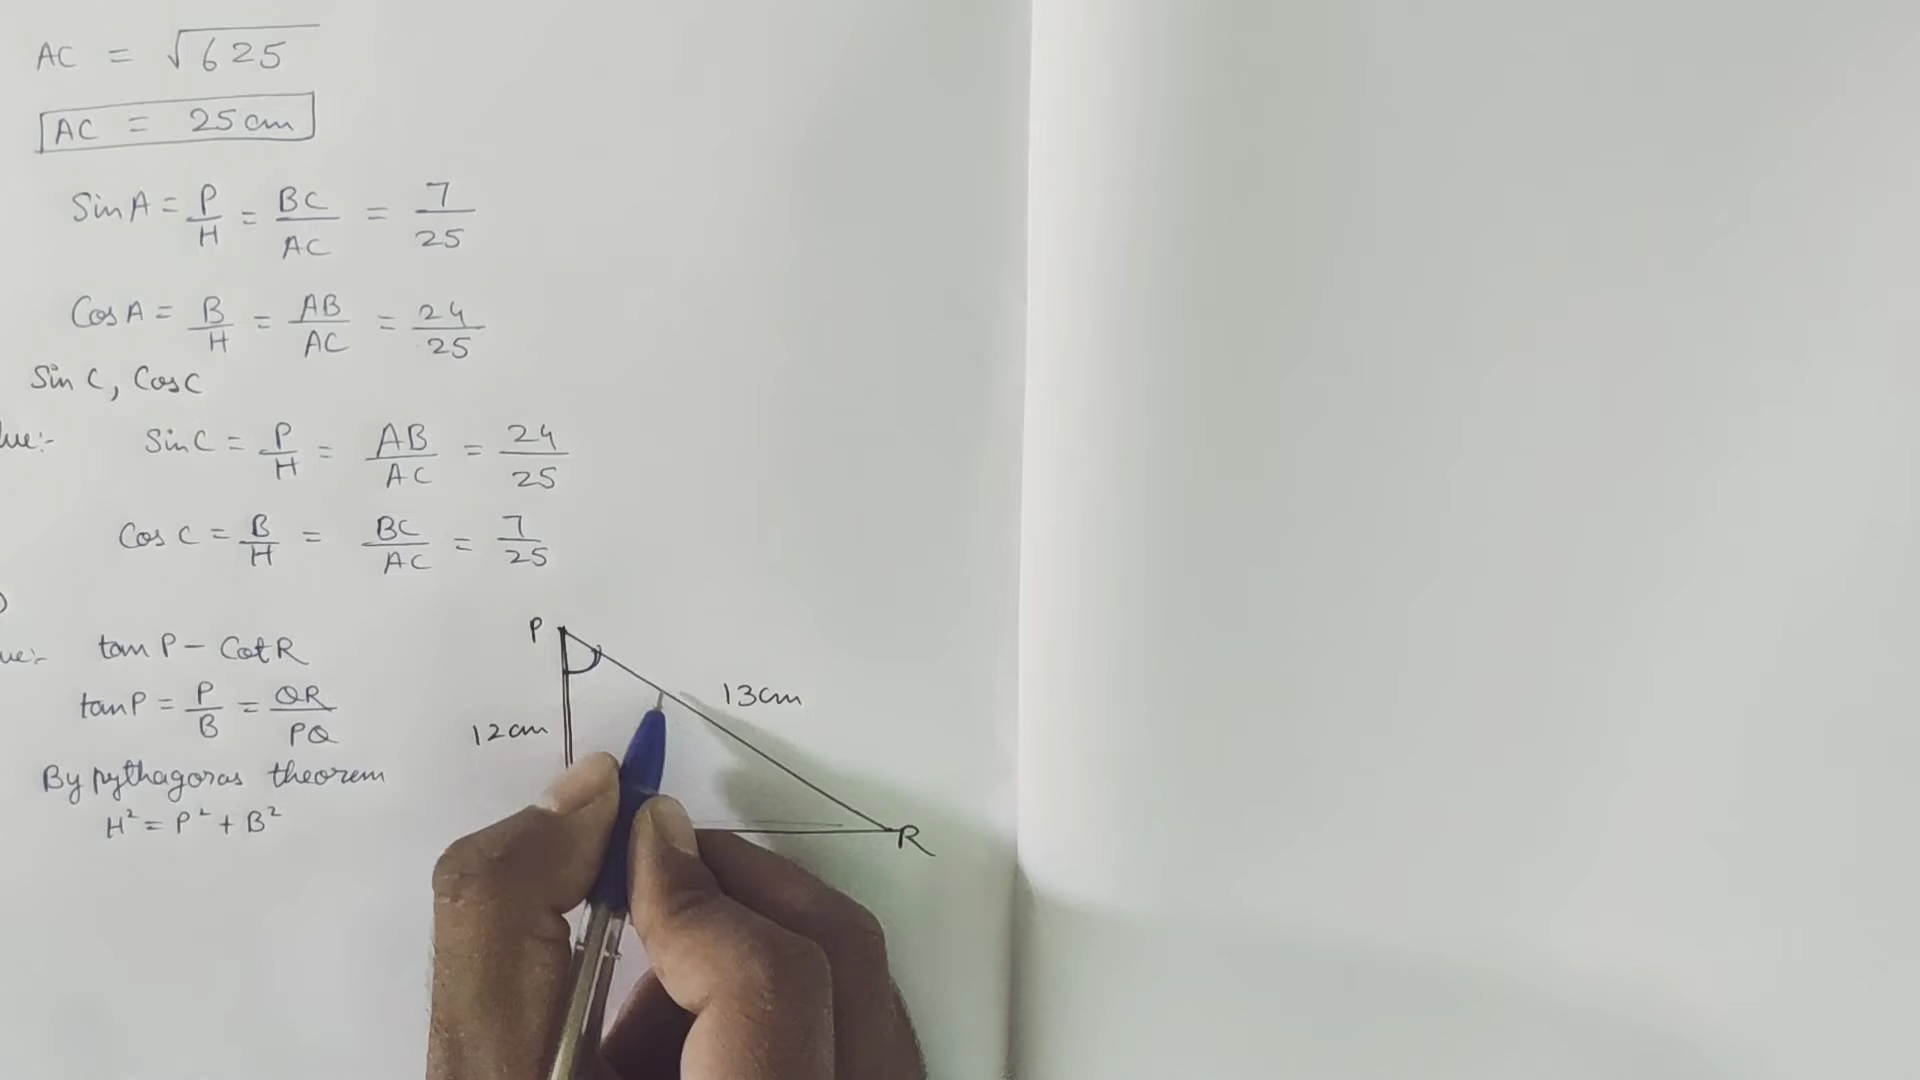 AC = √625
AC = 25cm
Sin A = P/H = BC/AC = 7/25
Cos A = B/H = AB/AC = 24/25
Sin C, Cos C
Sin C = P/H = AB/AC = 24/25
Cos C = B/H = BC/AC = 7/25
tan P - Cot R
tan P = P/B = QR/PQ
By pythagoras theorem
H² = P² + B²
P
13cm
12cm
R